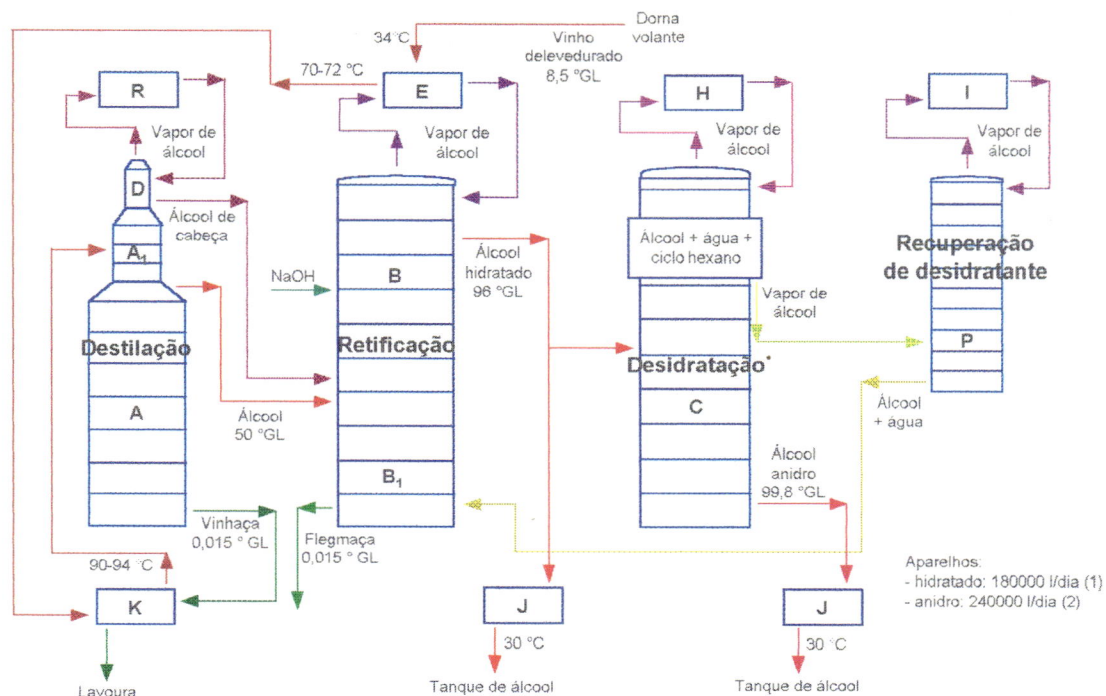 Dorna
volante
34°C
Vinho
delevedurado
8,5 °GL
70-72 °C
R
E
H
I
Vapor de
álcool
Vapor de
álcool
Vapor de
álcool
D
Álcool de
cabeça
A1
NaOH
B
Álcool
hidratado
96 °GL
Álcool + água +
ciclo hexano
Recuperação
de desidratante
Vapor de
álcool
Destilação
Retificação
Desidratação*
P
A
Álcool
50 °GL
C
Álcool
+ água
B1
Álcool
anidro
99,8 °GL
Vinhaça
0,015 ° GL
Flegmaça
0,015 ° GL
90-94 °C
K
J
J
Aparelhos:
- hidratado: 180000 l/dia (1)
- anidro: 240000 l/dia (2)
30 °C
30 °C
Lavoura
Tanque de álcool
Tanque de álcool